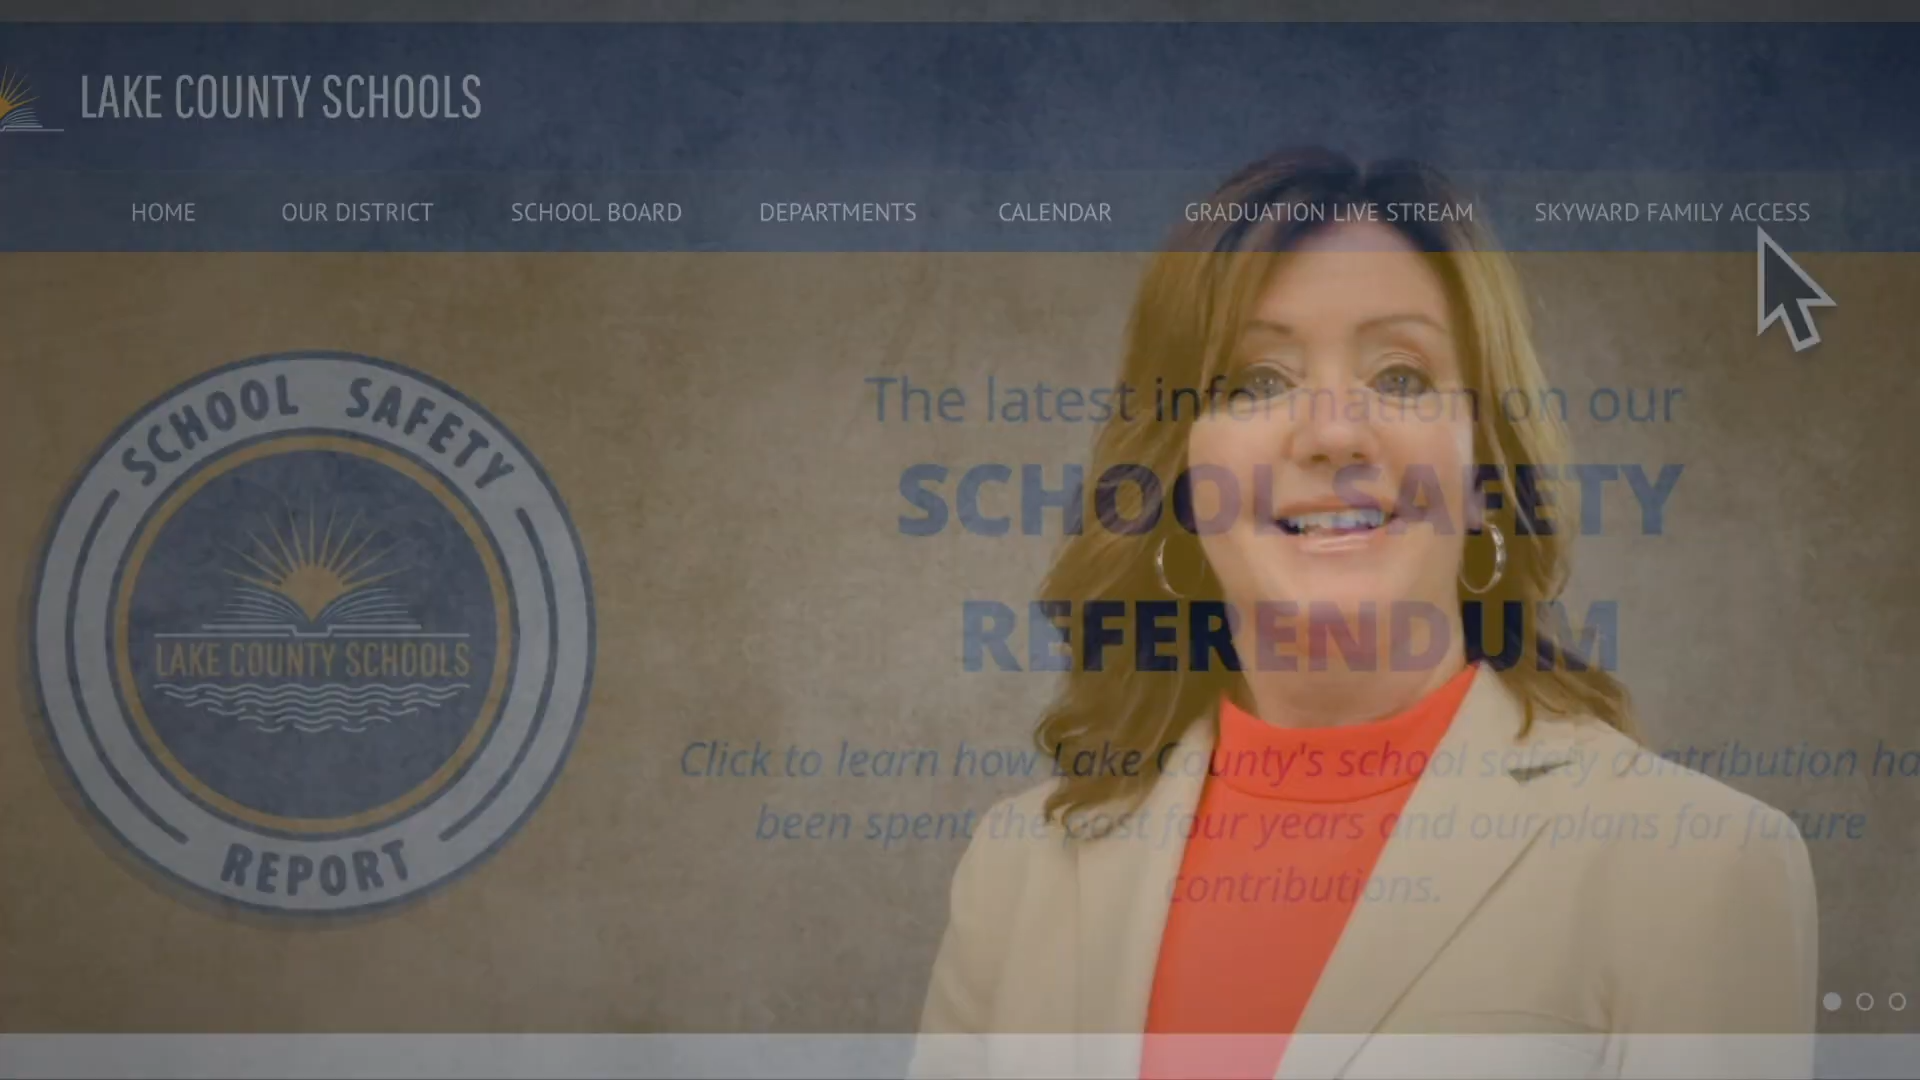 LAKE COUNTY SCHOOLS
HOME OUR DISTRICT SCHOOL BOARD DEPARTMENTS CALENDAR GRADUATION LIVE STREAM SKYWARD FAMILY ACCESS
SCHOOL SAFETY
LAKE COUNTY SCHOOLS
REPORT
The latest information on our
SCHOOL SAFETY
REFERENDUM
Click to learn how Lake County's school safety contribution ha
been spent the past four years and our plans for future
contributions.